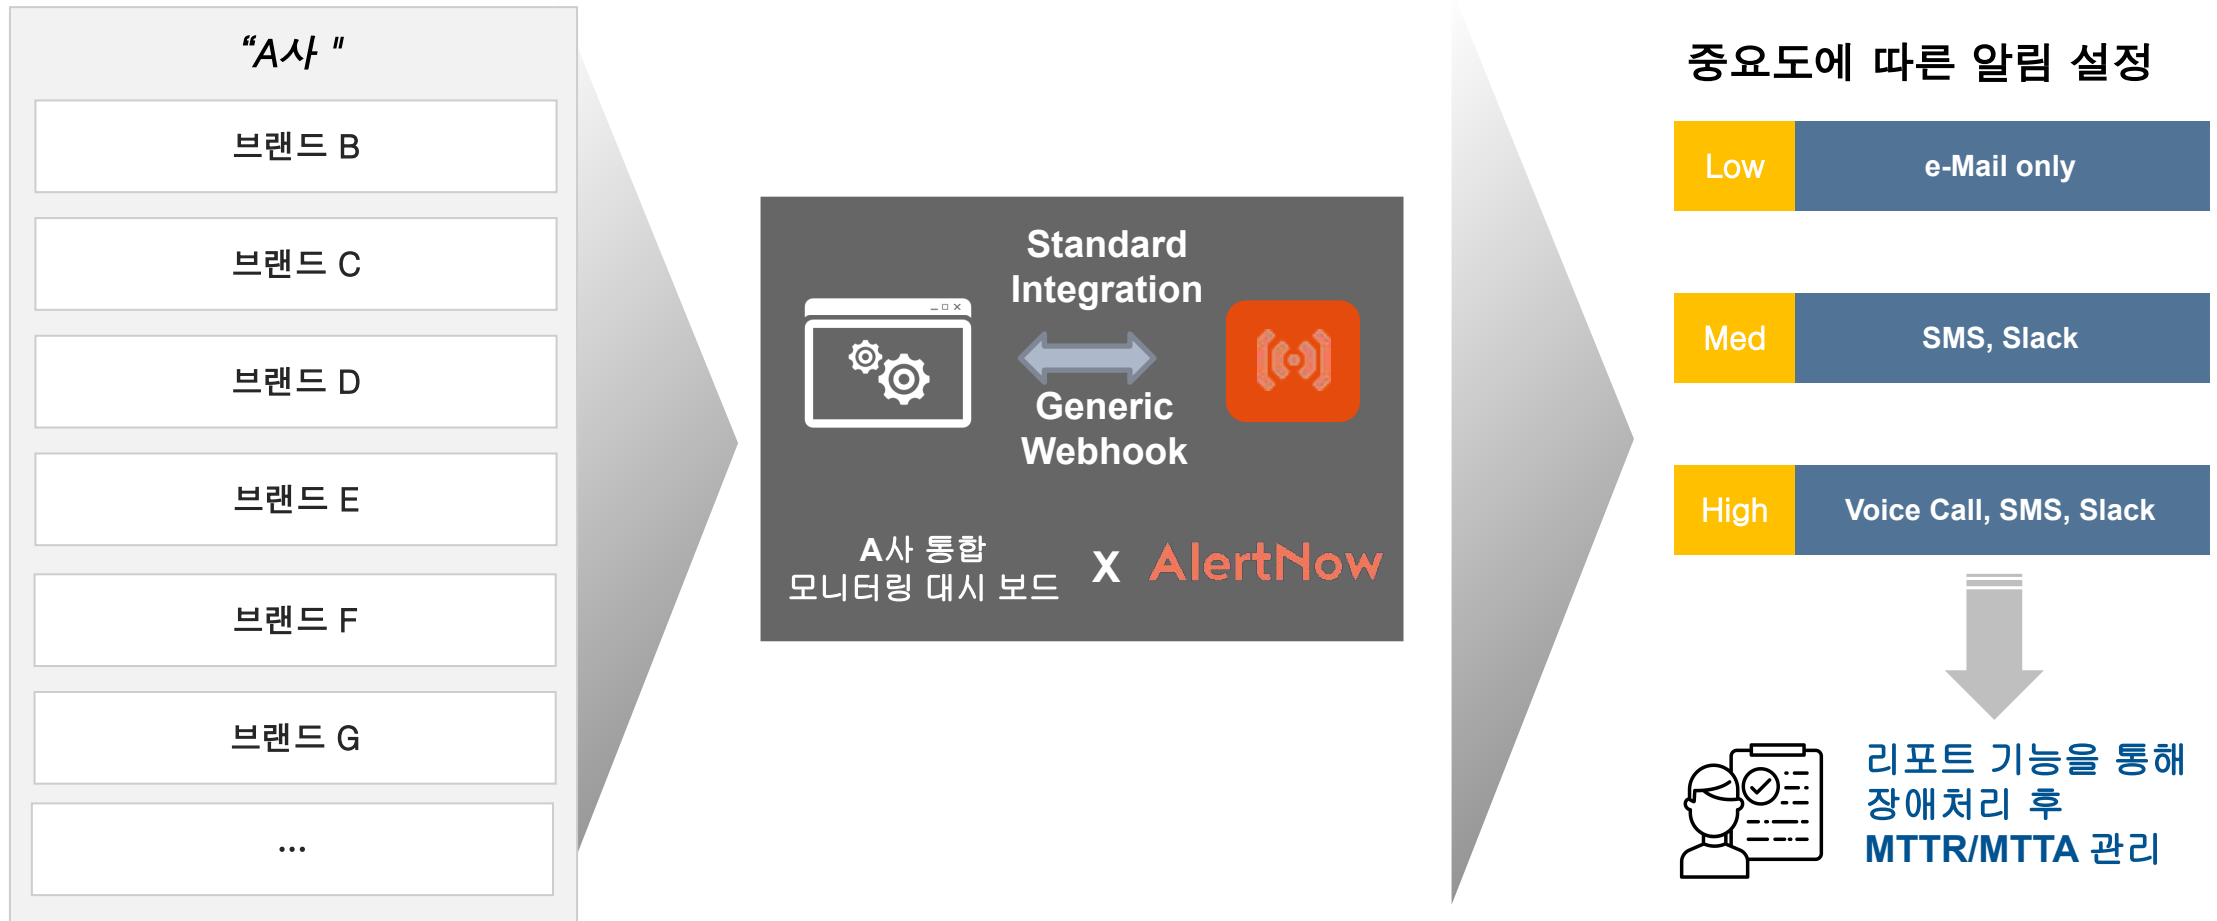 “A사 "
브랜드 B
브랜드 C
브랜드 D
브랜드 E
브랜드 F
브랜드 G
...
Standard
Integration
Generic
Webhook
A사 통합
모니터링 대시 보드
X
AlertNow
중요도에 따른 알림 설정
Low
e-Mail only
Med
SMS, Slack
High
Voice Call, SMS, Slack
리포트 기능을 통해
장애처리 후
MTTR/MTTA 관리